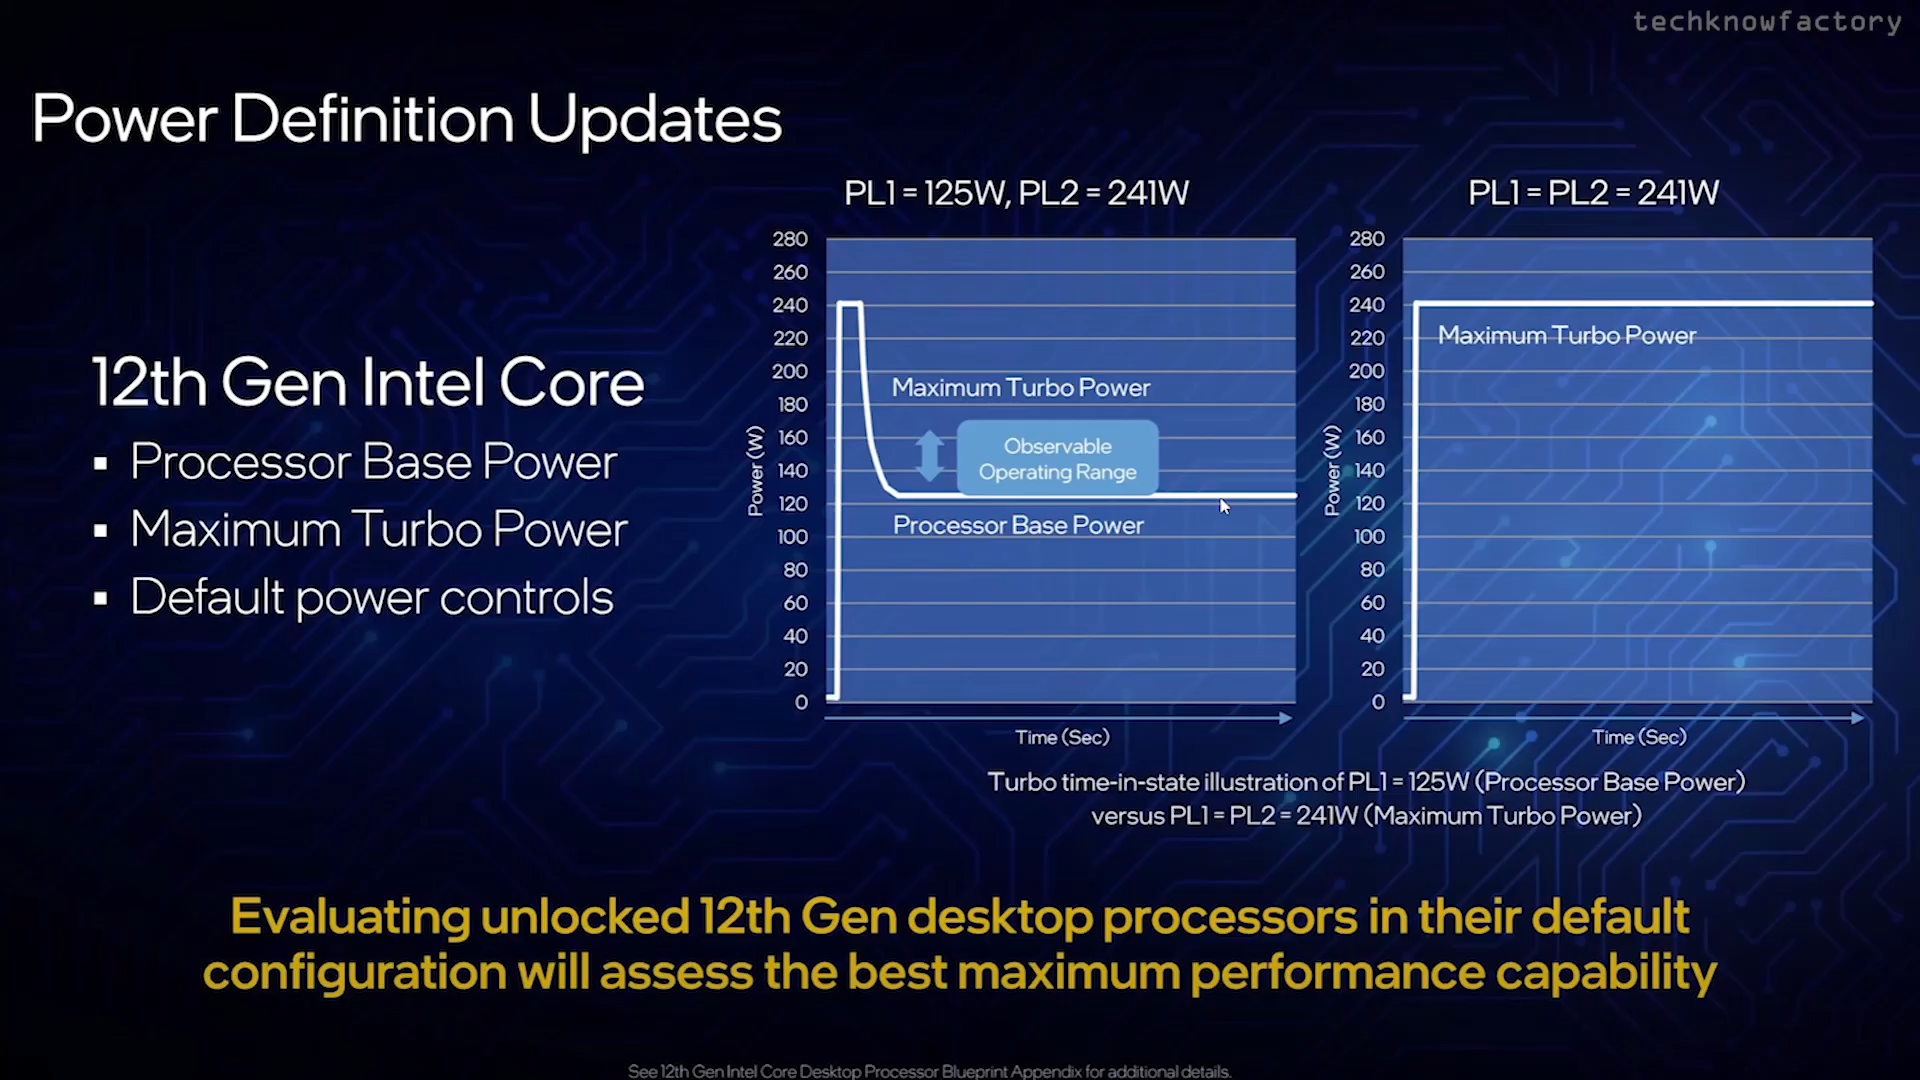 techknowfactory
Power Definition Updates
12th Gen Intel Core
▪ Processor Base Power
▪ Maximum Turbo Power
▪ Default power controls
PL1 = 125W, PL2 = 241W
280
260
240
220
200
180
160
140
120
100
80
60
40
20
0
Power (W)
Maximum Turbo Power
Observable
Operating Range
Processor Base Power
Time (Sec)
PL1 = PL2 = 241W
280
260
240
220
200
180
160
140
120
100
80
60
40
20
0
Power (W)
Maximum Turbo Power
Time (Sec)
Turbo time-in-state illustration of PL1 = 125W (Processor Base Power)
versus PL1 = PL2 = 241W (Maximum Turbo Power)
Evaluating unlocked 12th Gen desktop processors in their default
configuration will assess the best maximum performance capability
See 12th Gen Intel Core Desktop Processor Blueprint Appendix for additional details.